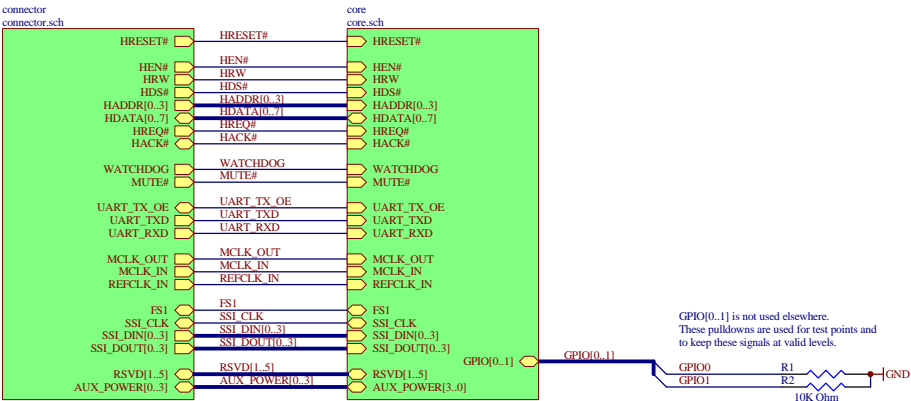 connector
connector.sch
core
core.sch
HRESET# HRESET# HRESET#
HEN# HEN# HEN#
HRW HRW HRW
HDS# HDS# HDS#
HADDR[0..3] HADDR[0..3] HADDR[0..3]
HDATA[0..7] HDATA[0..7] HDATA[0..7]
HREQ# HREQ# HREQ#
HACK# HACK# HACK#
WATCHDOG WATCHDOG WATCHDOG
MUTE# MUTE# MUTE#
UART_TX_OE UART_TX_OE UART_TX_OE
UART_TXD UART_TXD UART_TXD
UART_RXD UART_RXD UART_RXD
MCLK_OUT MCLK_OUT MCLK_OUT
MCLK_IN MCLK_IN MCLK_IN
REFCLK_IN REFCLK_IN REFCLK_IN
FS1 FS1 FS1
SSI_CLK SSI_CLK SSI_CLK
SSI_DIN[0..3] SSI_DIN[0..3] SSI_DIN[0..3]
SSI_DOUT[0..3] SSI_DOUT[0..3] SSI_DOUT[0..3]
RSVD[1..5] RSVD[1..5] RSVD[1..5]
AUX_POWER[0..3] AUX_POWER[0..3] AUX_POWER[3..0]
GPIO[0..1] GPIO[0..1]
GPIO[0..1] is not used elsewhere.
These pulldowns are used for test points and
to keep these signals at valid levels.
GPIO0 R1
GPIO1 R2
10K Ohm
GND